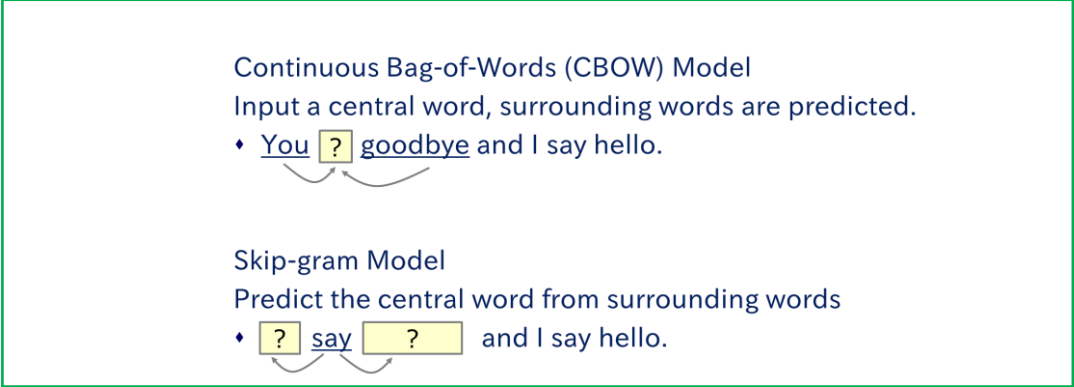 Continuous Bag-of-Words (CBOW) Model
Input a central word, surrounding words are predicted.
♦ You ? goodbye and I say hello.
Skip-gram Model
Predict the central word from surrounding words
♦ ? say ? and I say hello.